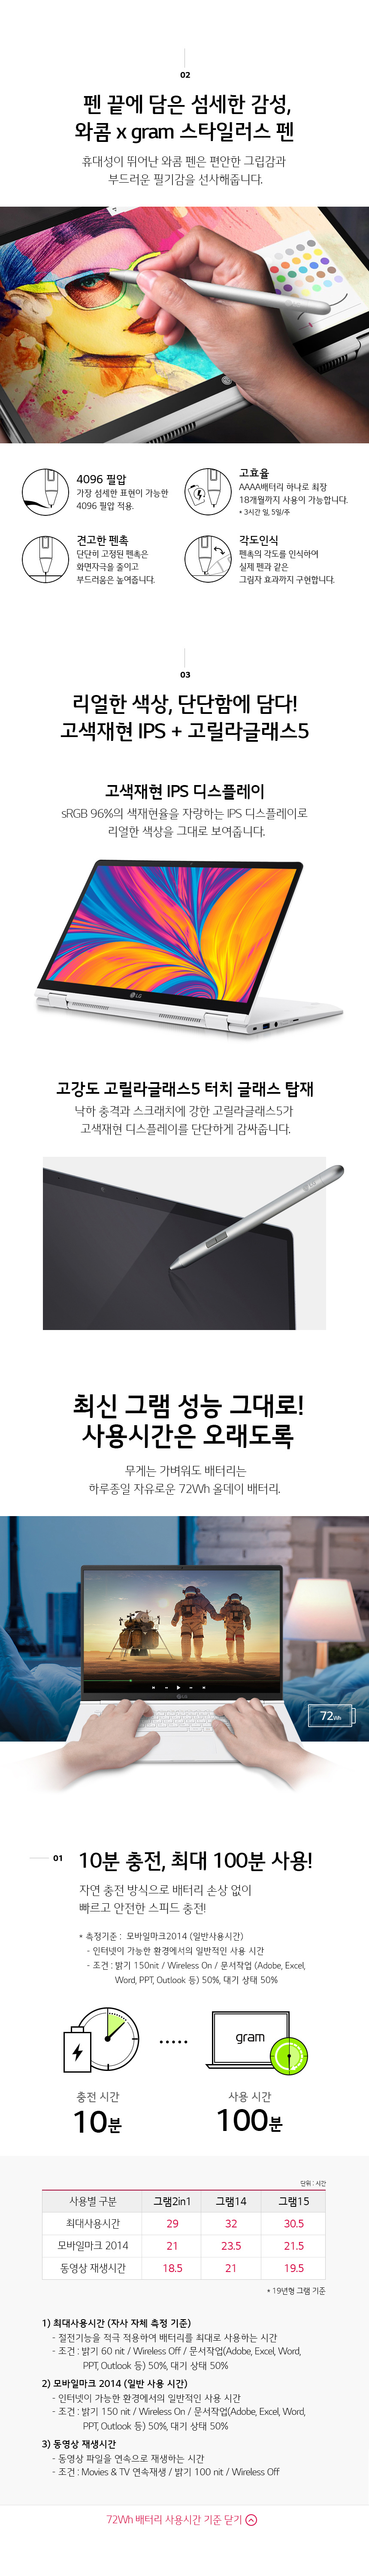 02
펜 끝에 담은 섬세한 감성,
와콤 x gram 스타일러스 펜
휴대성이 뛰어난 와콤 펜은 편안한 그립감과
부드러운 필기감을 선사해줍니다.
4096 필압
가장 섬세한 표현이 가능한
4096 필압 적용.
고효율
AAAA배터리 하나로 최장
18개월까지 사용이 가능합니다.
* 3시간 일, 5일/주
견고한 펜촉
단단히 고정된 펜촉은
화면자극을 줄이고
부드러움은 높여줍니다.
각도인식
펜촉의 각도를 인식하여
실제 펜과 같은
그림자 효과까지 구현합니다.
03
리얼한 색상, 단단함에 담다!
고색재현 IPS + 고릴라글래스5
고색재현 IPS 디스플레이
sRGB 96%의 색재현율을 자랑하는 IPS 디스플레이로
리얼한 색상을 그대로 보여줍니다.
LG
고강도 고릴라글래스5 터치 글래스 탑재
낙하 충격과 스크래치에 강한 고릴라글래스5가
고색재현 디스플레이를 단단하게 감싸줍니다.
최신 그램 성능 그대로!
사용시간은 오래도록
무게는 가벼워도 배터리는
하루종일 자유로운 72Wh 올데이 배터리.
LG
72Wh
01
10분 충전, 최대 100분 사용!
자연 충전 방식으로 배터리 손상 없이
빠르고 안전한 스피드 충전!
* 측정기준 : 모바일마크2014 (일반사용시간)
- 인터넷이 가능한 환경에서의 일반적인 사용 시간
- 조건 : 밝기 150nit / Wireless On / 문서작업 (Adobe, Excel,
Word, PPT, Outlook 등) 50%, 대기 상태 50%
gram
충전 시간
10분
사용 시간
100분
단위 : 시간
사용별 구분 그램2in1 그램14 그램15
최대사용시간 29 32 30.5
모바일마크 2014 21 23.5 21.5
동영상 재생시간 18.5 21 19.5
* 19년형 그램 기준
1) 최대사용시간 (자사 자체 측정 기준)
- 절전기능을 적극 적용하여 배터리를 최대로 사용하는 시간
- 조건 : 밝기 60 nit / Wireless Off / 문서작업(Adobe, Excel, Word,
PPT, Outlook 등) 50%, 대기 상태 50%
2) 모바일마크 2014 (일반 사용 시간)
- 인터넷이 가능한 환경에서의 일반적인 사용 시간
- 조건 : 밝기 150 nit / Wireless On / 문서작업(Adobe, Excel, Word,
PPT, Outlook 등) 50%, 대기 상태 50%
3) 동영상 재생시간
- 동영상 파일을 연속으로 재생하는 시간
- 조건 : Movies & TV 연속재생 / 밝기 100 nit / Wireless Off
72Wh 배터리 사용시간 기준 닫기